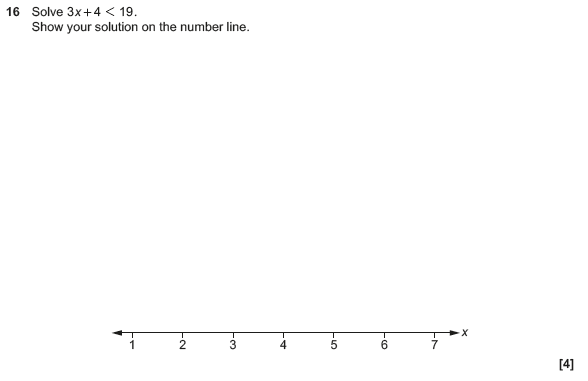 16 Solve 3x + 4 < 19.
Show your solution on the number line.
x
1 2 3 4 5 6 7
[4]